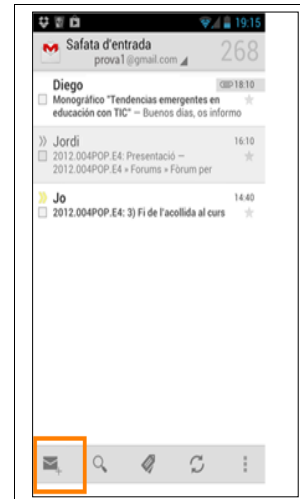 19:15
Safata d'entrada
prova1@gmail.com
268
Diego
18:10
Monográfico "Tendencias emergentes en
educación con TIC" – Buenos días, os informo
Jordi
16:10
2012.004POP.E4: Presentació –
2012.004POP.E4 » Forums » Fòrum per
Jo
14:40
2012.004POP.E4: 3) Fi de l'acollida al curs